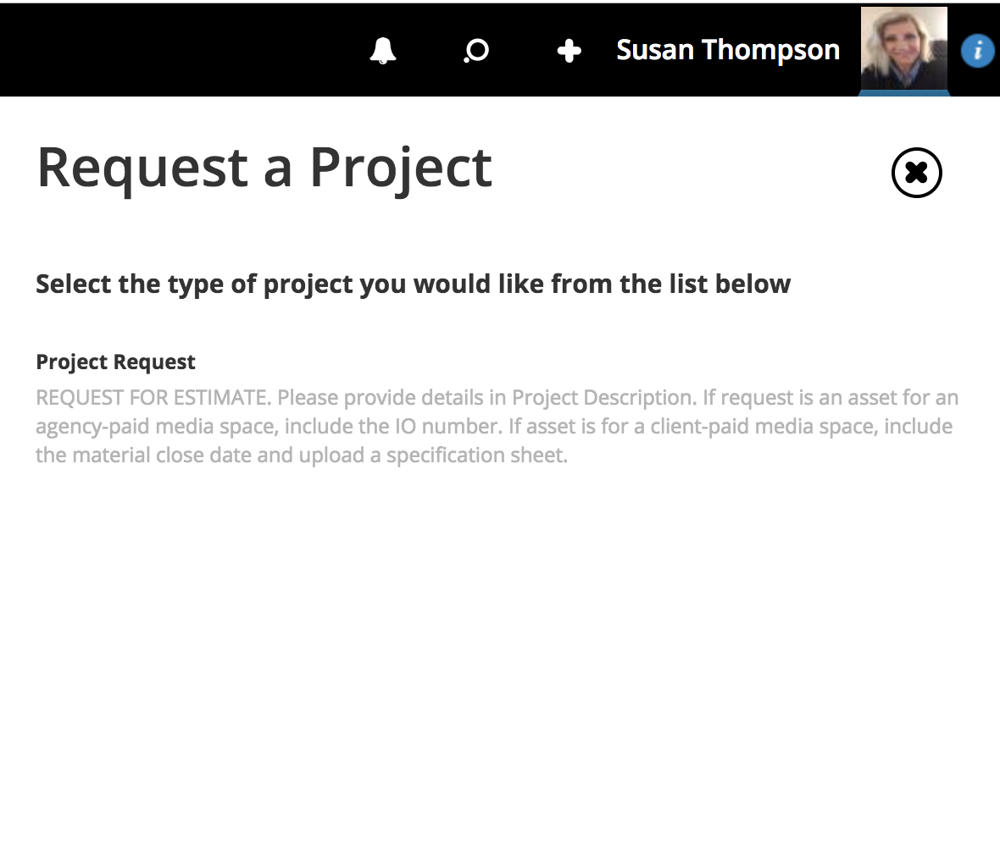 Susan Thompson
i
Request a Project
Select the type of project you would like from the list below
Project Request
REQUEST FOR ESTIMATE. Please provide details in Project Description. If request is an asset for an
agency-paid media space, include the IO number. If asset is for a client-paid media space, include
the material close date and upload a specification sheet.